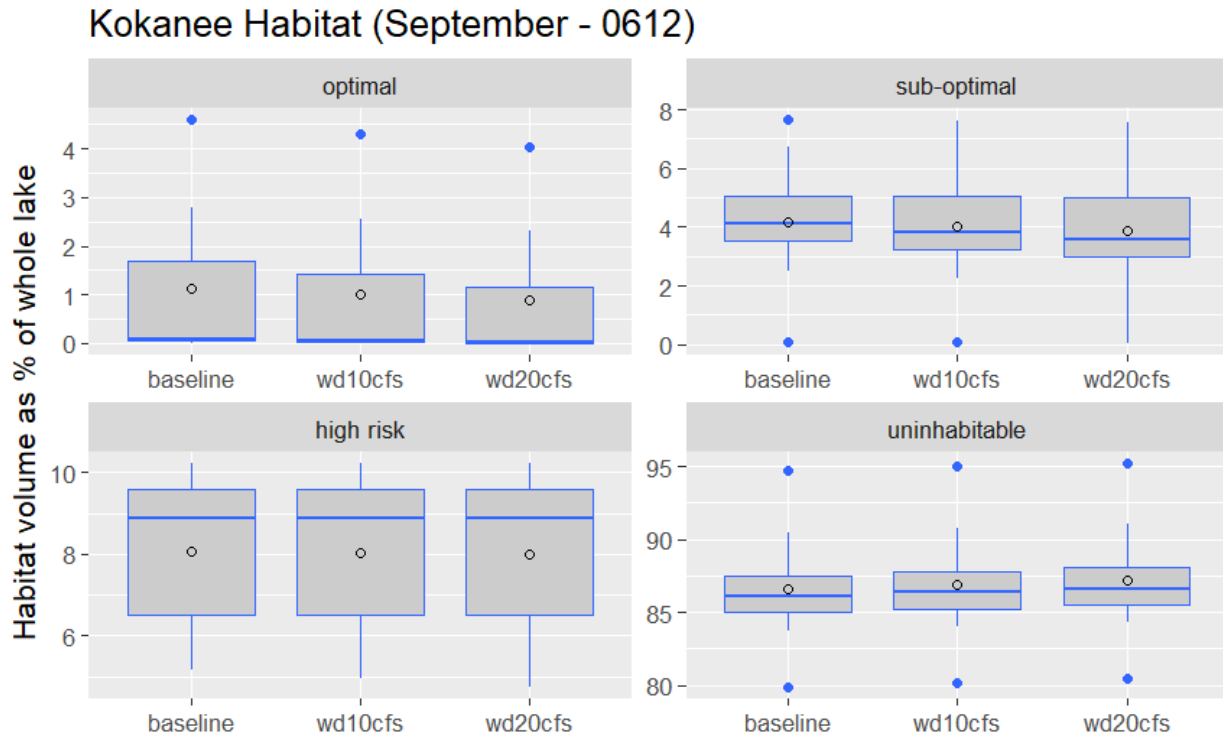 Kokanee Habitat (September - 0612)
Habitat volume as % of whole lake
optimal
4
3
2
1
0
baseline wd10cfs wd20cfs
sub-optimal
8
6
4
2
0
baseline wd10cfs wd20cfs
high risk
10
8
6
baseline wd10cfs wd20cfs
uninhabitable
95
90
85
80
baseline wd10cfs wd20cfs